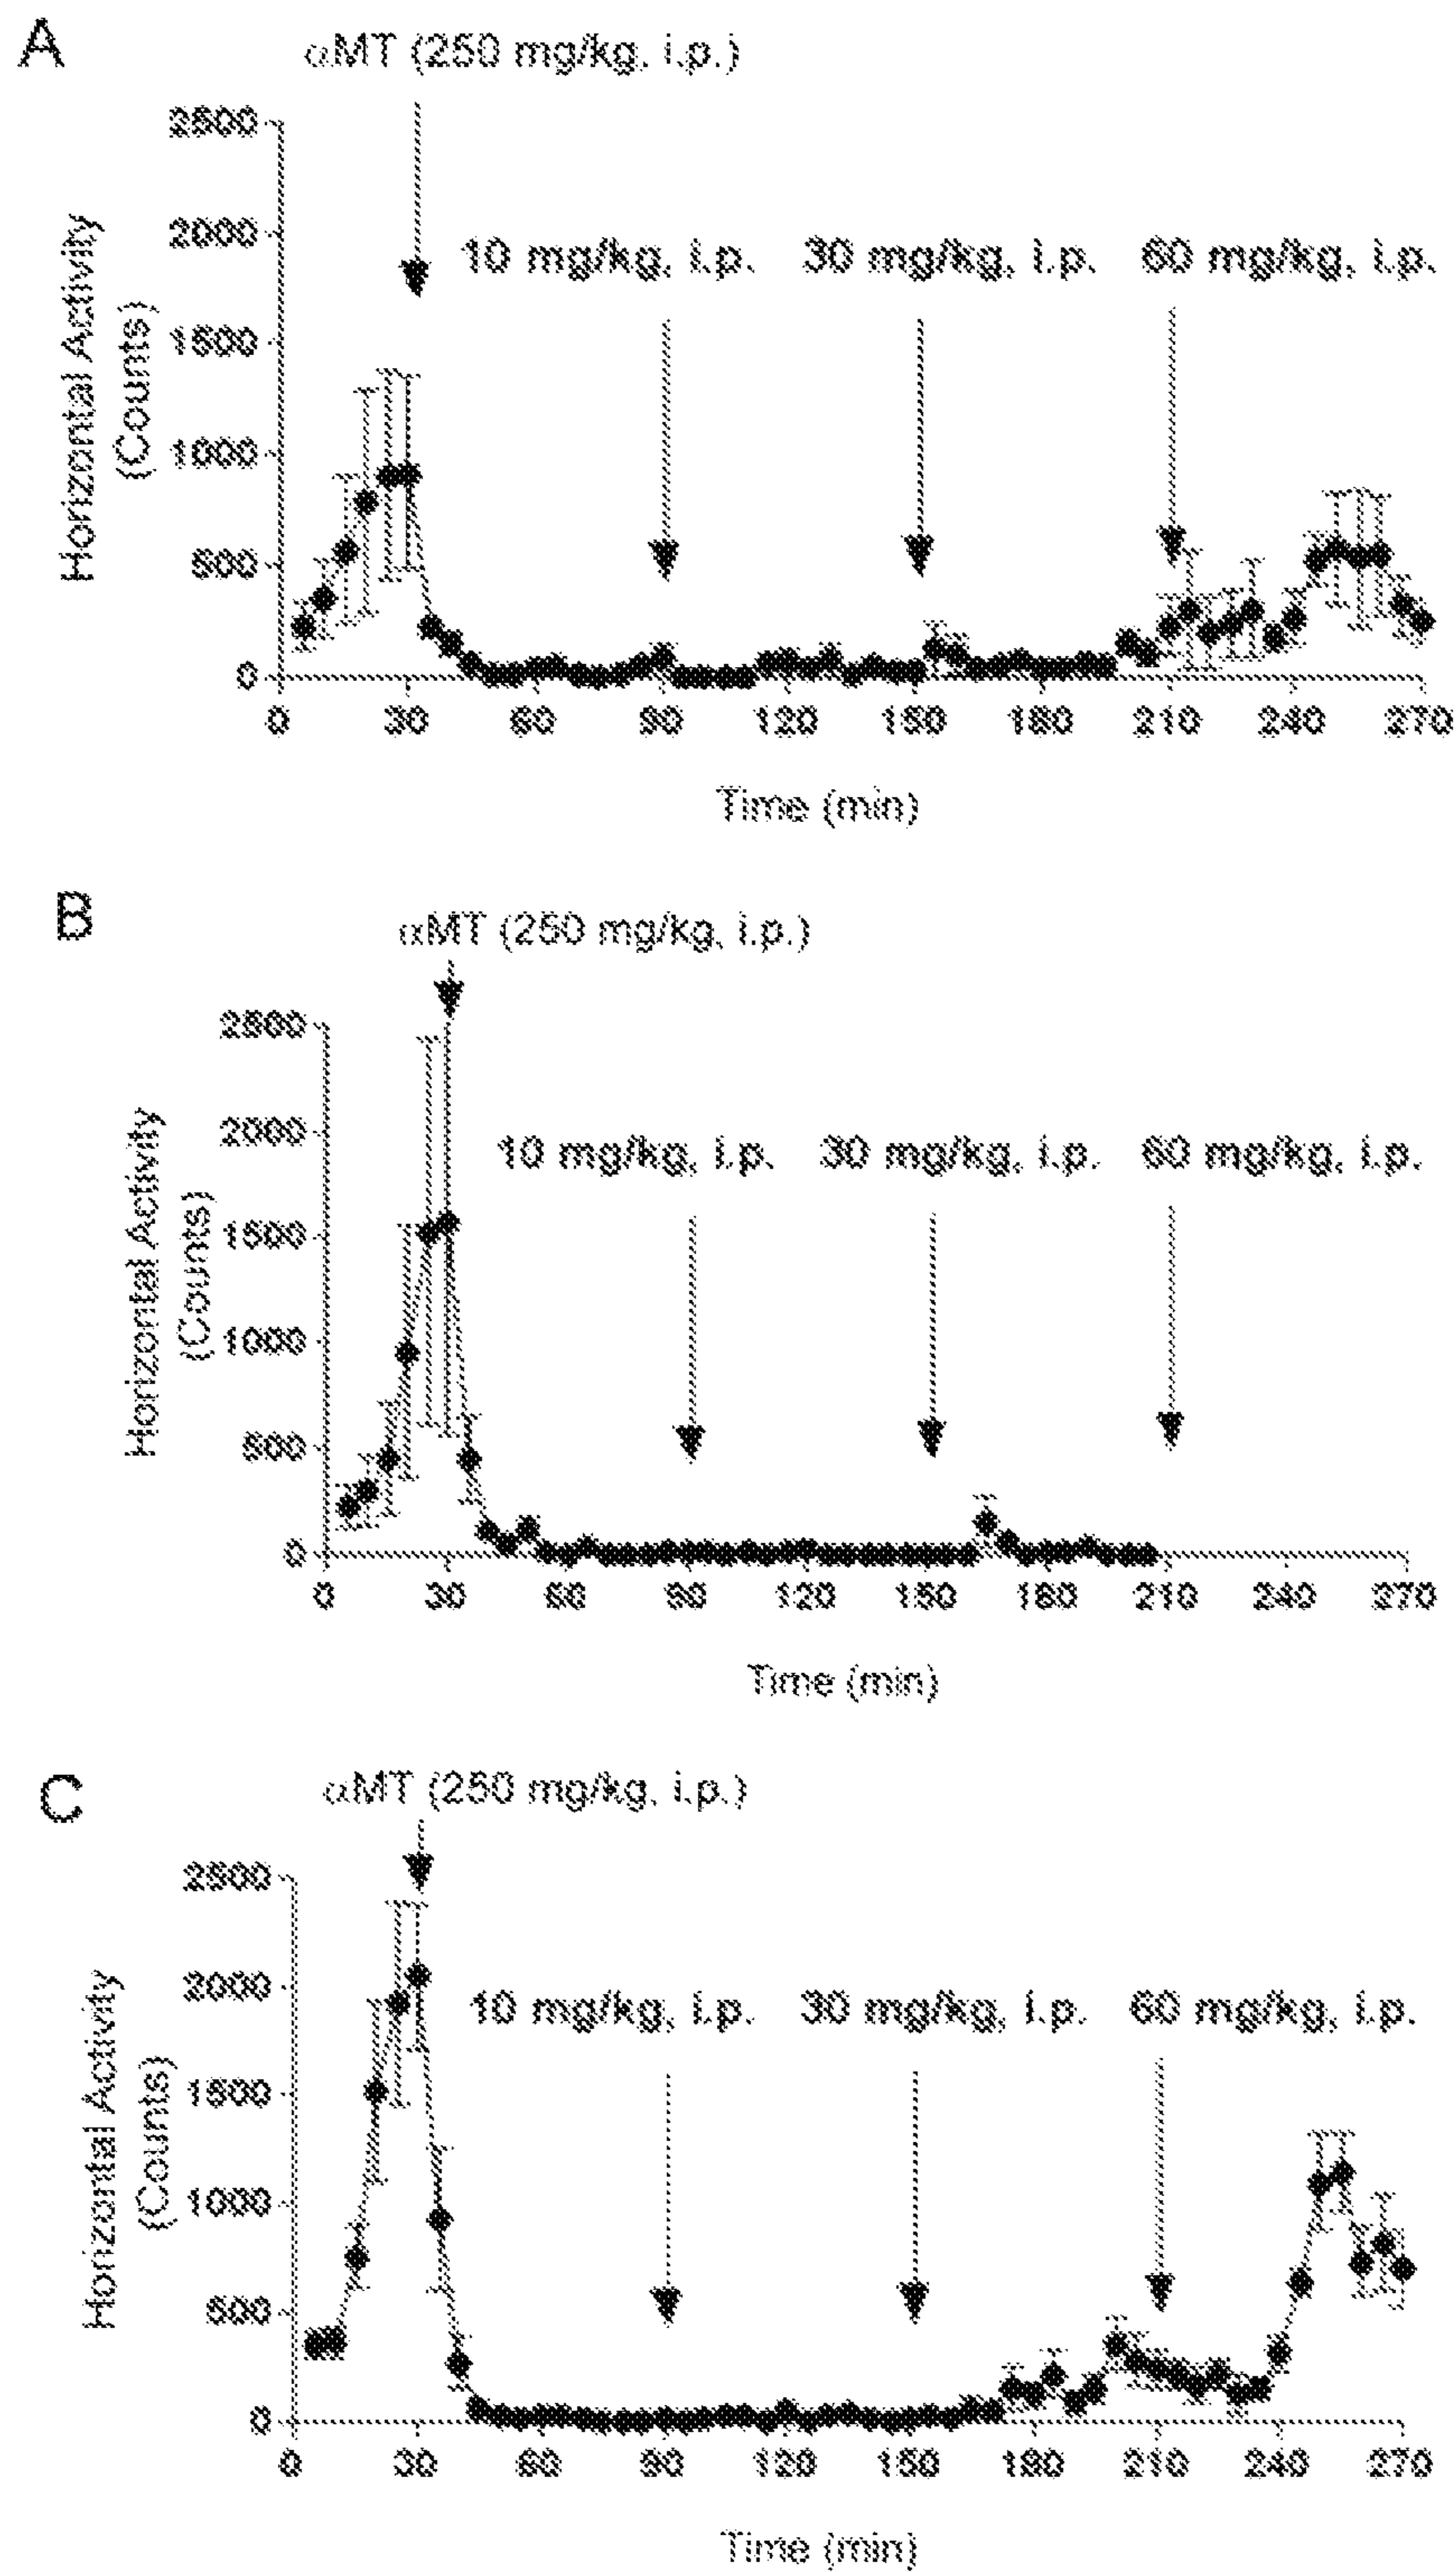 A
αMT (250 mg/kg, i.p.)
2500
2000
10 mg/kg, i.p. 30 mg/kg, i.p. 60 mg/kg, i.p.
1500
1000
500
0
Horizontal Activity
(Counts)
0 30 60 90 120 150 180 210 240 270
Time (min)
B
αMT (250 mg/kg, i.p.)
2500
2000
10 mg/kg, i.p. 30 mg/kg, i.p. 60 mg/kg, i.p.
1500
1000
500
0
Horizontal Activity
(Counts)
0 30 60 90 120 150 180 210 240 270
Time (min)
C
αMT (250 mg/kg, i.p.)
2500
2000
10 mg/kg, i.p. 30 mg/kg, i.p. 60 mg/kg, i.p.
1500
1000
500
0
Horizontal Activity
(Counts)
0 30 60 90 120 150 180 210 240 270
Time (min)